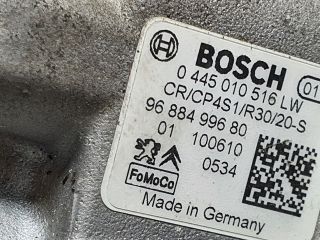 BOSCH 01
0 445 010 516 LW
CR/CP4S1/R30/20-S
96 884 996 80
01 100610
0534
FoMoCo
Made in Germany